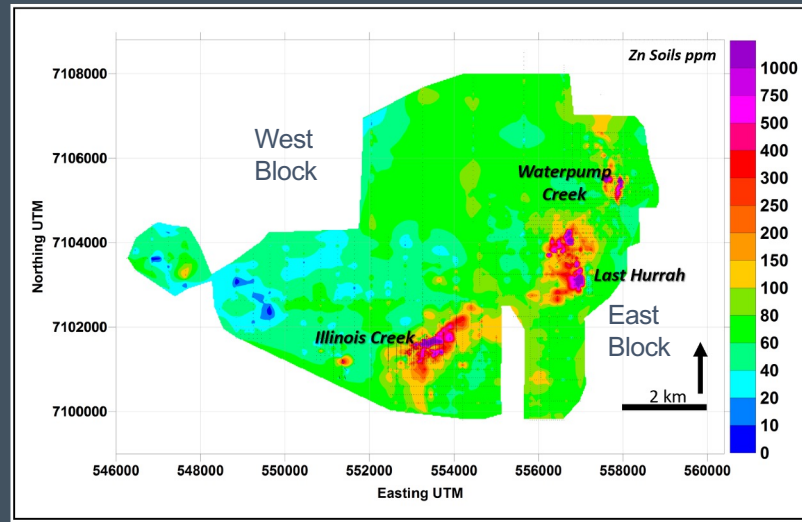 Zn Soils ppm
7108000
7106000
7104000
7102000
7100000
Northing UTM
West
Block
Waterpump
Creek
Last Hurrah
Illinois Creek
East
Block
2 km
546000 548000 550000 552000 554000 556000 558000 560000
Easting UTM
1000
750
500
400
300
250
200
150
100
80
60
40
20
10
0